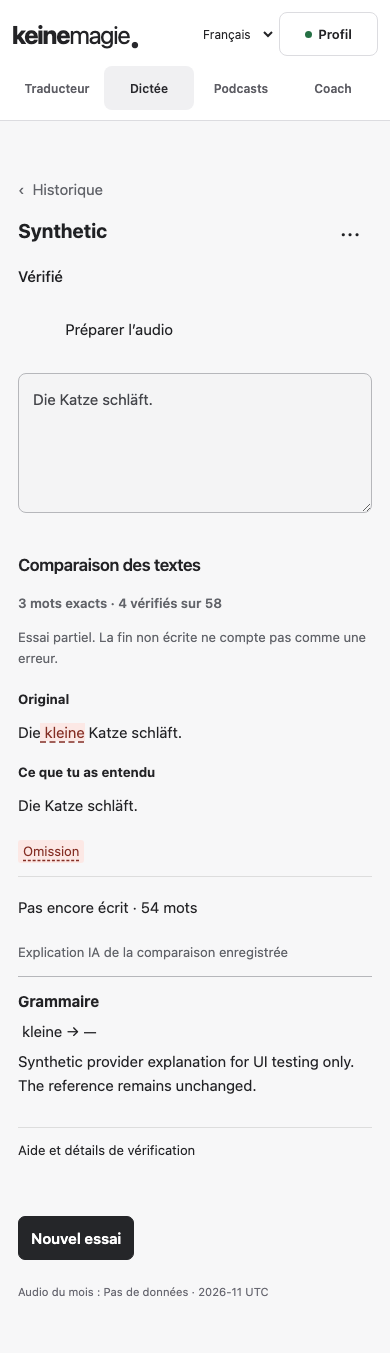 keinemagie.
Français
Profil
Traducteur
Dictée
Podcasts
Coach
‹ Historique
Synthetic
...
Vérifié
Préparer l’audio
Die Katze schläft.
Comparaison des textes
3 mots exacts · 4 vérifiés sur 58
Essai partiel. La fin non écrite ne compte pas comme une
erreur.
Original
Die kleine Katze schläft.
Ce que tu as entendu
Die Katze schläft.
Omission
Pas encore écrit · 54 mots
Explication IA de la comparaison enregistrée
Grammaire
kleine → —
Synthetic provider explanation for UI testing only.
The reference remains unchanged.
Aide et détails de vérification
Nouvel essai
Audio du mois : Pas de données · 2026-11 UTC